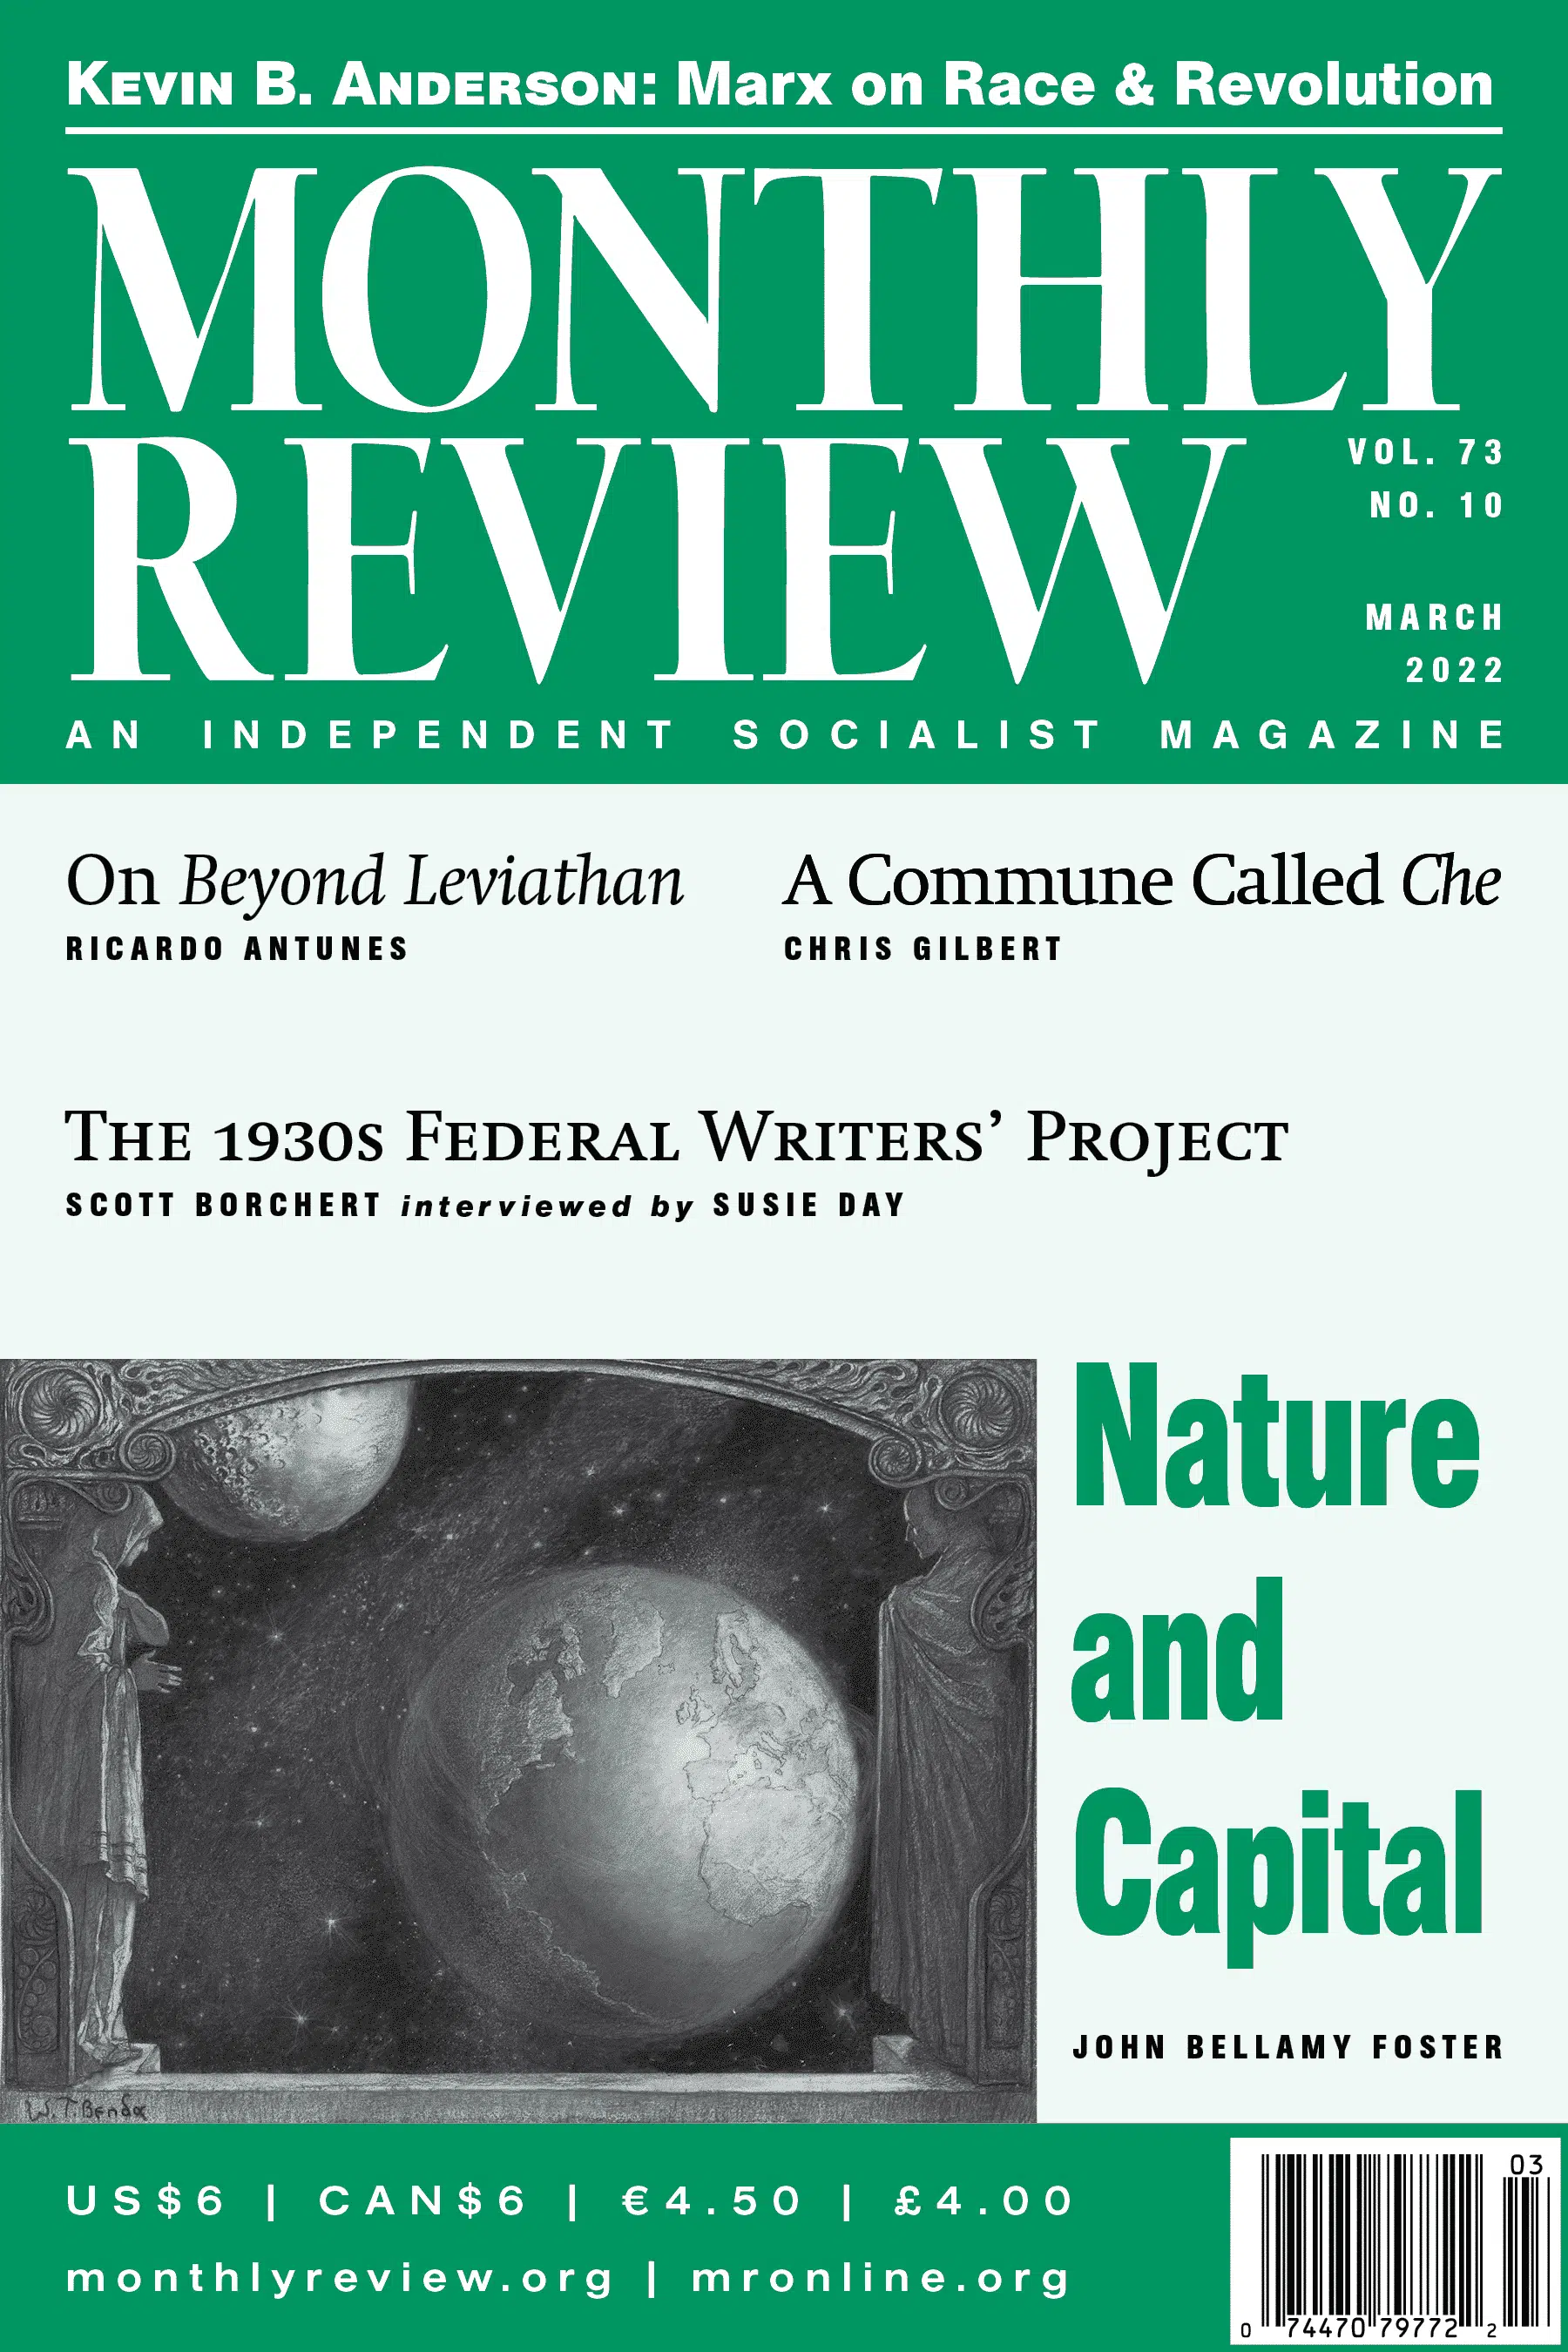 KEVIN B. ANDERSON: Marx on Race & Revolution
MONTHLY
REVIEW
VOL. 73
NO. 10
MARCH
2022
AN INDEPENDENT SOCIALIST MAGAZINE
On Beyond Leviathan
RICARDO ANTUNES
A Commune Called Che
CHRIS GILBERT
THE 1930S FEDERAL WRITERS’ PROJECT
SCOTT BORCHERT interviewed by SUSIE DAY
Nature
and
Capital
JOHN BELLAMY FOSTER
W.T. Benda
US$6 | CAN$6 | €4.50 | £4.00
monthlyreview.org | mronline.org
03
0 74470 79772 2